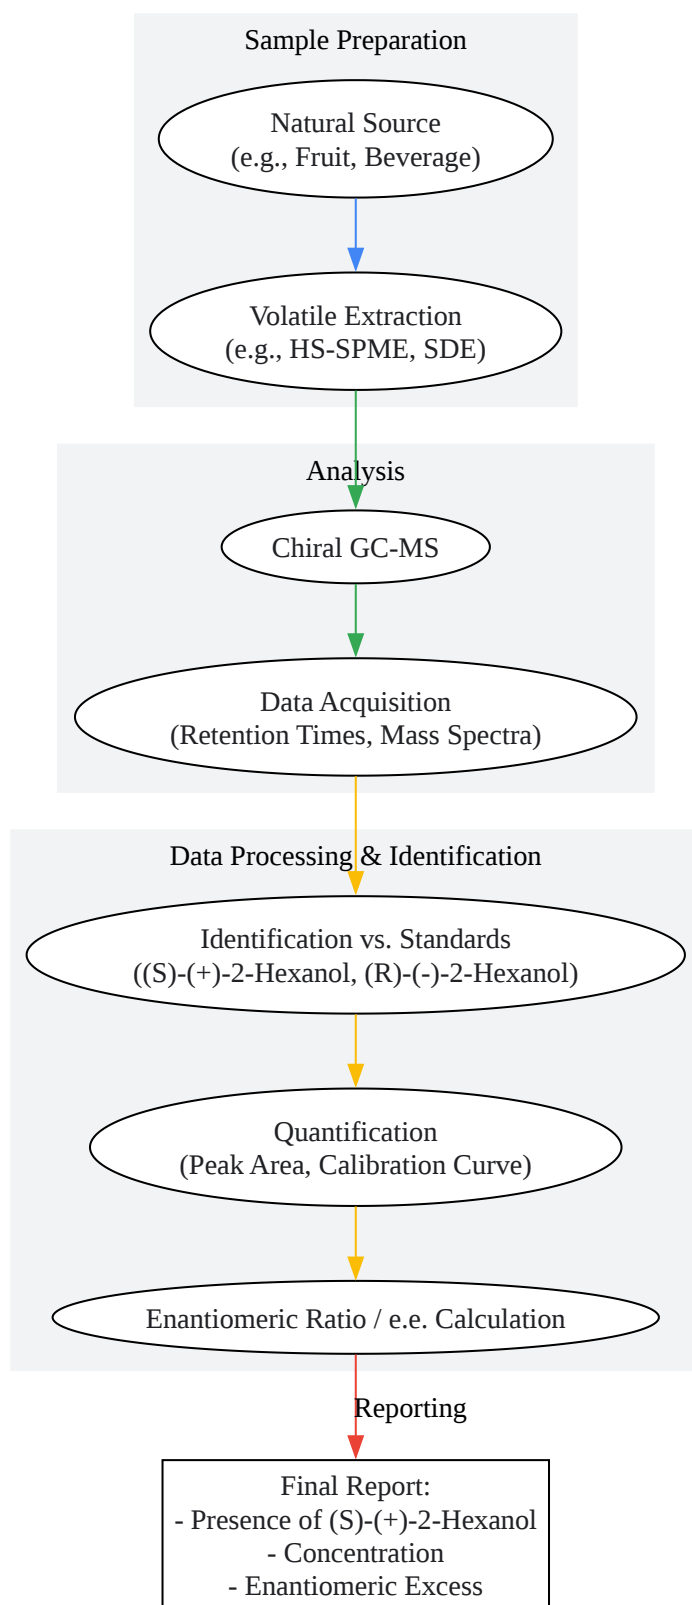 Sample Preparation
Natural Source
(e.g., Fruit, Beverage)
Volatile Extraction
(e.g., HS-SPME, SDE)
Analysis
Chiral GC-MS
Data Acquisition
(Retention Times, Mass Spectra)
Data Processing & Identification
Identification vs. Standards
((S)-(+)-2-Hexanol, (R)-(-)-2-Hexanol)
Quantification
(Peak Area, Calibration Curve)
Enantiomeric Ratio / e.e. Calculation
Reporting
Final Report:
- Presence of (S)-(+)-2-Hexanol
- Concentration
- Enantiomeric Excess